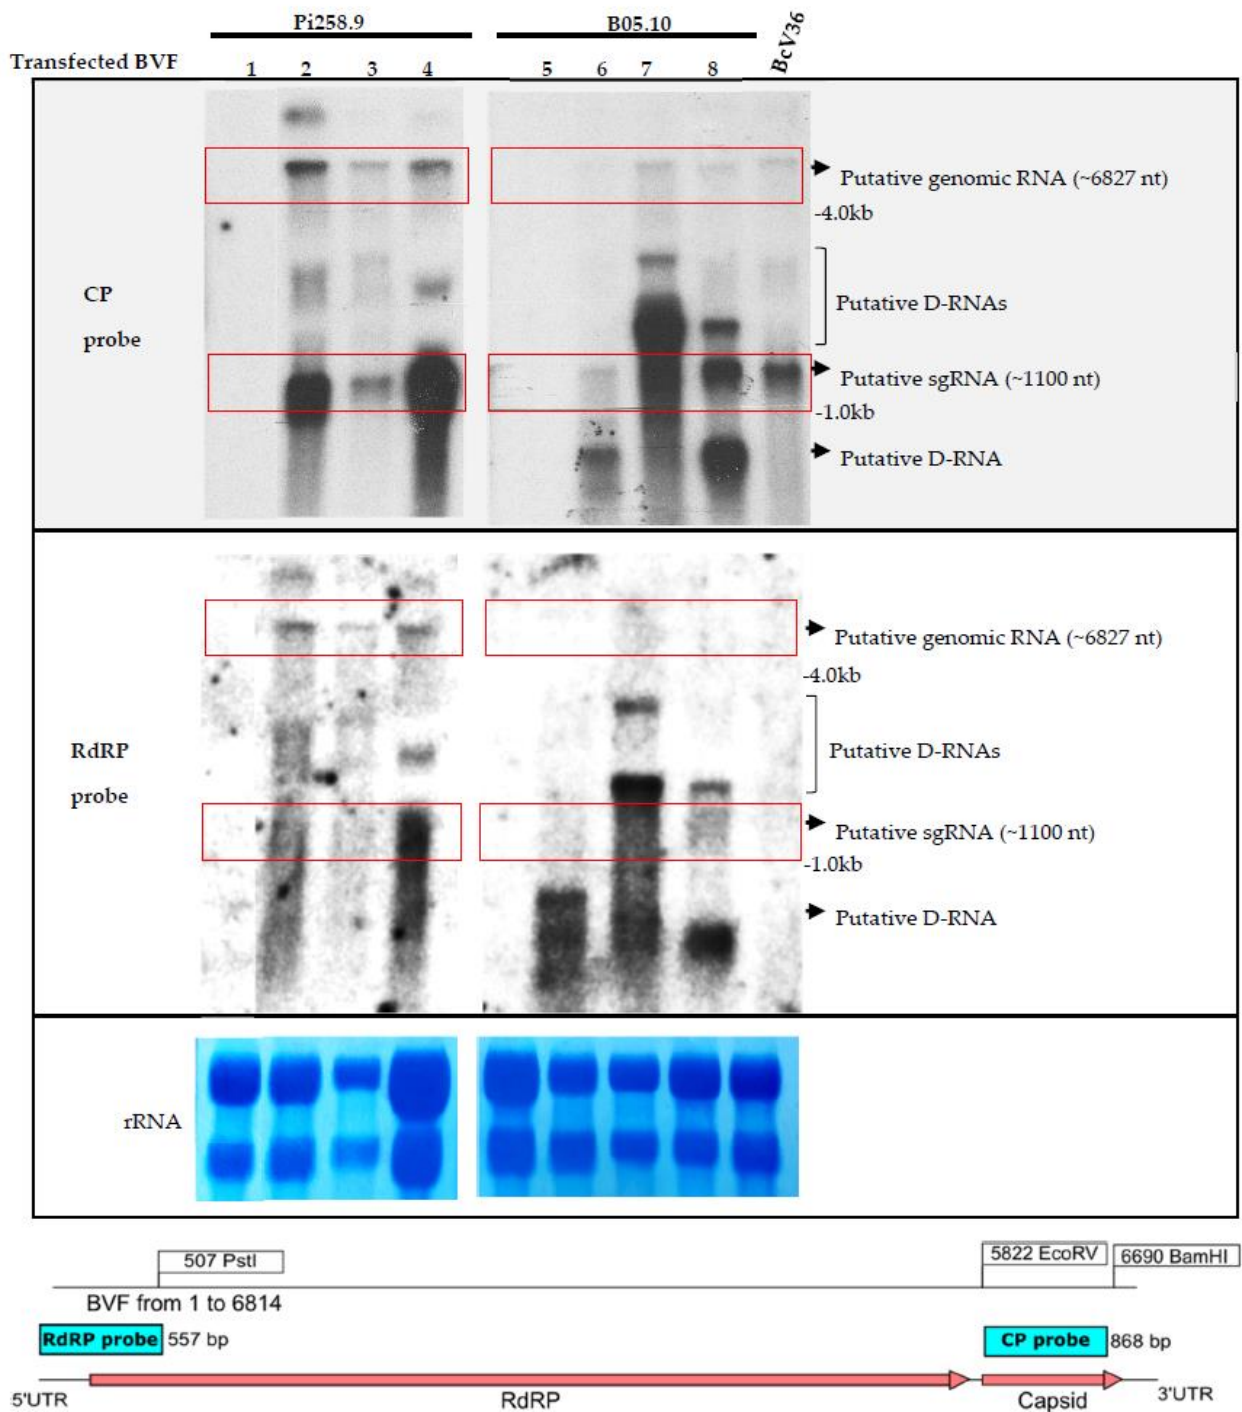 Pi258.9 B05.10 BcV36
Transfected BVF 1 2 3 4 5 6 7 8
Putative genomic RNA (~6827 nt)
-4.0kb
CP
probe
Putative D-RNAs
Putative sgRNA (~1100 nt)
-1.0kb
Putative D-RNA
Putative genomic RNA (~6827 nt)
-4.0kb
RdRP
probe
Putative D-RNAs
Putative sgRNA (~1100 nt)
-1.0kb
Putative D-RNA
rRNA
507 PstI 5822 EcoRV 6690 BamHI
BVF from 1 to 6814
RdRP probe 557 bp CP probe 868 bp
5'UTR RdRP Capsid 3'UTR